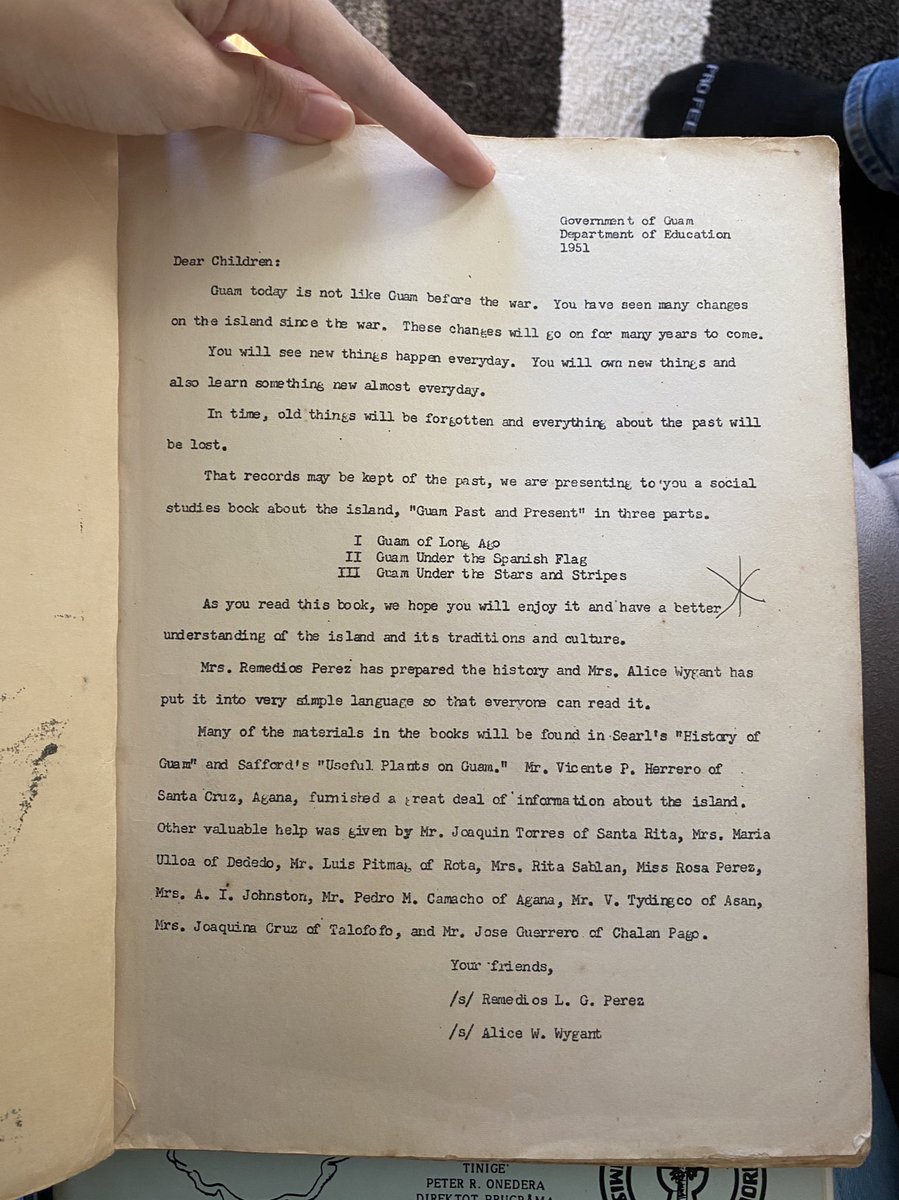 PRO FEE
Government of Guam
Department of Education
1951
Dear Children:
Guam today is not like Guam before the war. You have seen many changes
on the island since the war. These changes will go on for many years to come.
You will see new things happen everyday. You will own new things and
also learn something new almost everyday.
In time, old things will be forgotten and everything about the past will
be lost.
That records may be kept of the past, we are presenting to you a social
studies book about the island, "Guam Past and Present" in three parts.
I Guam of Long Ago
II Guam Under the Spanish Flag
III Guam Under the Stars and Stripes
As you read this book, we hope you will enjoy it and have a better
understanding of the island and its traditions and culture.
Mrs. Remedios Perez has prepared the history and Mrs. Alice Wygant has
put it into very simple language so that everyone can read it.
Many of the materials in the books will be found in Searl's "History of
Guam" and Safford's "Useful Plants on Guam." Mr. Vicente P. Herrero of
Santa Cruz, Agana, furnished a great deal of information about the island.
Other valuable help was given by Mr. Joaquin Torres of Santa Rita, Mrs. Maria
Ulloa of Dededo, Mr. Luis Pitmag of Rota, Mrs. Rita Sablan, Miss Rosa Perez,
Mrs. A. I. Johnston, Mr. Pedro M. Camacho of Agana, Mr. V. Tydingco of Asan,
Mrs. Joaquina Cruz of Talofofo, and Mr. Jose Guerrero of Chalan Pago.
Your friends,
/s/ Remedios L. G. Perez
/s/ Alice W. Wygant
TINIGE'
PETER R. ONEDERA
DIREKTOT PRUGRÅMA